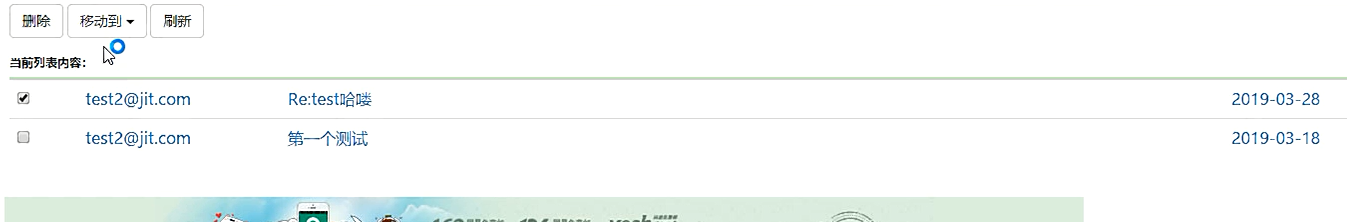 删除 移动到 刷新
当前列表内容：
test2@jit.com Re:test哈喽 2019-03-28
test2@jit.com 第一个测试 2019-03-18